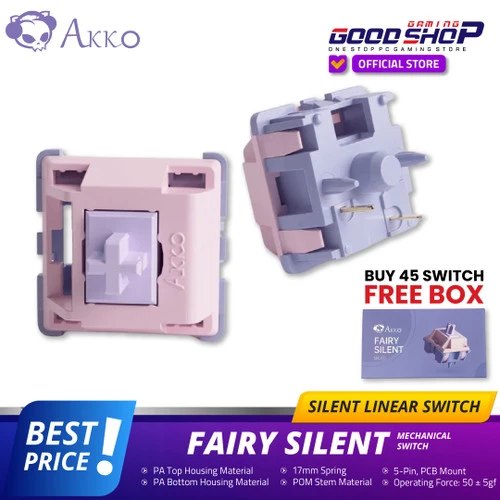 AKKO
GAMING
GOODSHOP
ONE STOP PC GAMING STORE
OFFICIAL STORE
AKKO
BUY 45 SWITCH
FREE BOX
AKKO
FAIRY
SILENT
SILENT LINEAR SWITCH
BEST
PRICE!
FAIRY SILENT
MECHANICAL
SWITCH
• PA Top Housing Material
• PA Bottom Housing Material
• 17mm Spring
• POM Stem Material
• 5-Pin, PCB Mount
• Operating Force: 50 ± 5gf